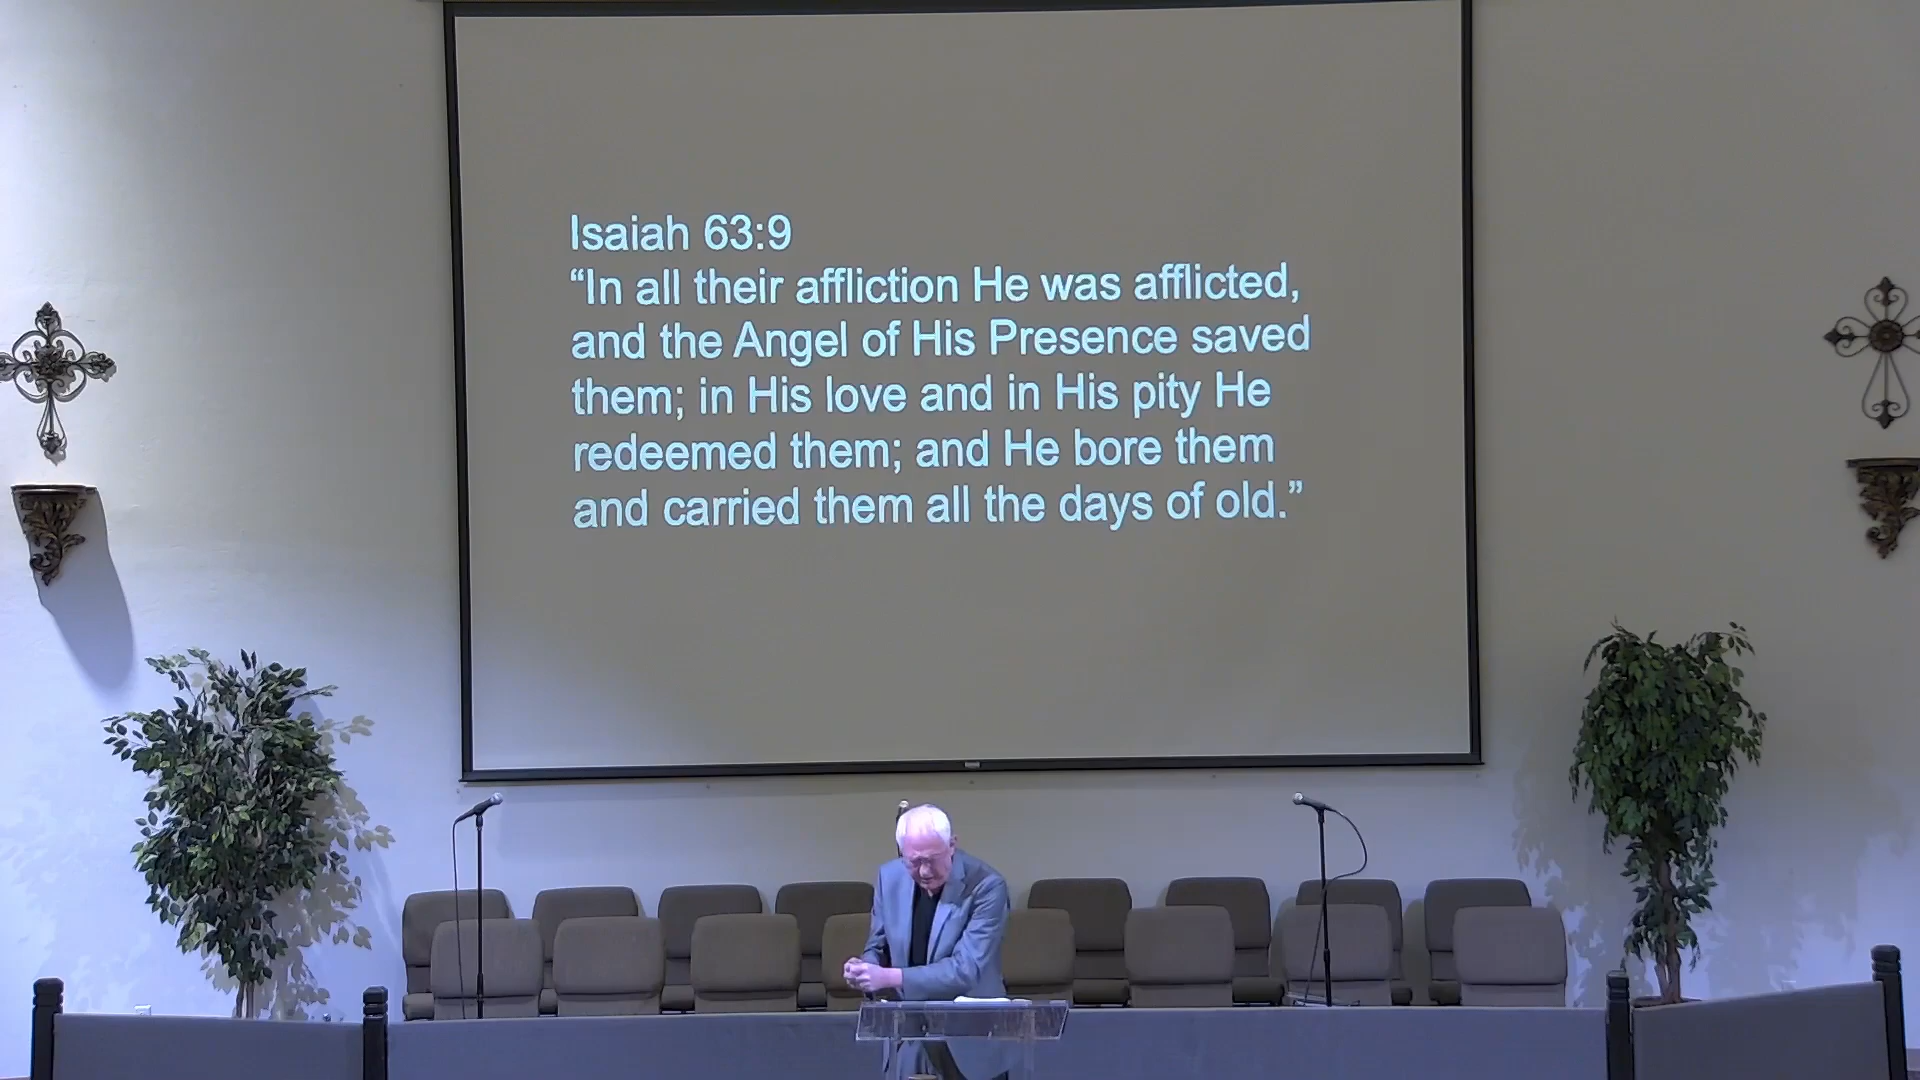 Isaiah 63:9
“In all their affliction He was afflicted,
and the Angel of His Presence saved
them; in His love and in His pity He
redeemed them; and He bore them
and carried them all the days of old.”